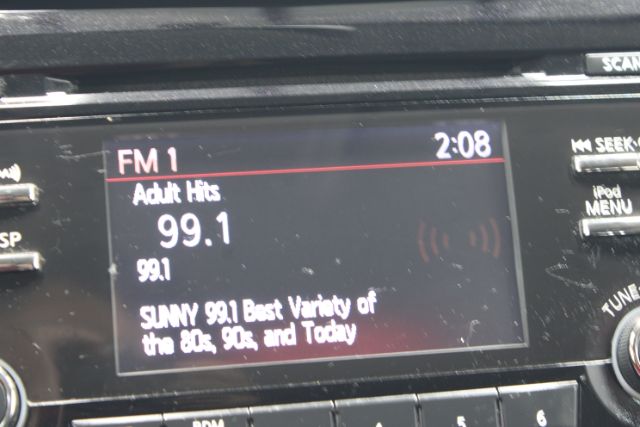 SCAN
FM 1 2:08
SEEK
Adult Hits
iPod
MENU
99.1
99.1
SUNNY 99.1 Best Variety of
the 80s, 90s, and Today
TUNE
4 5 6